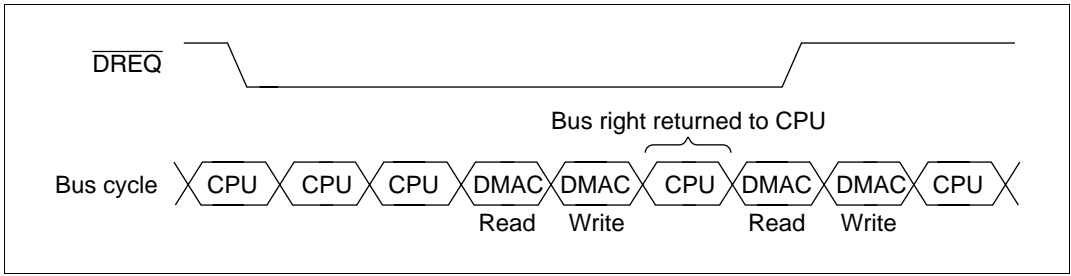 DREQ
Bus right returned to CPU
Bus cycle CPU CPU CPU DMAC DMAC CPU DMAC DMAC CPU
Read Write Read Write